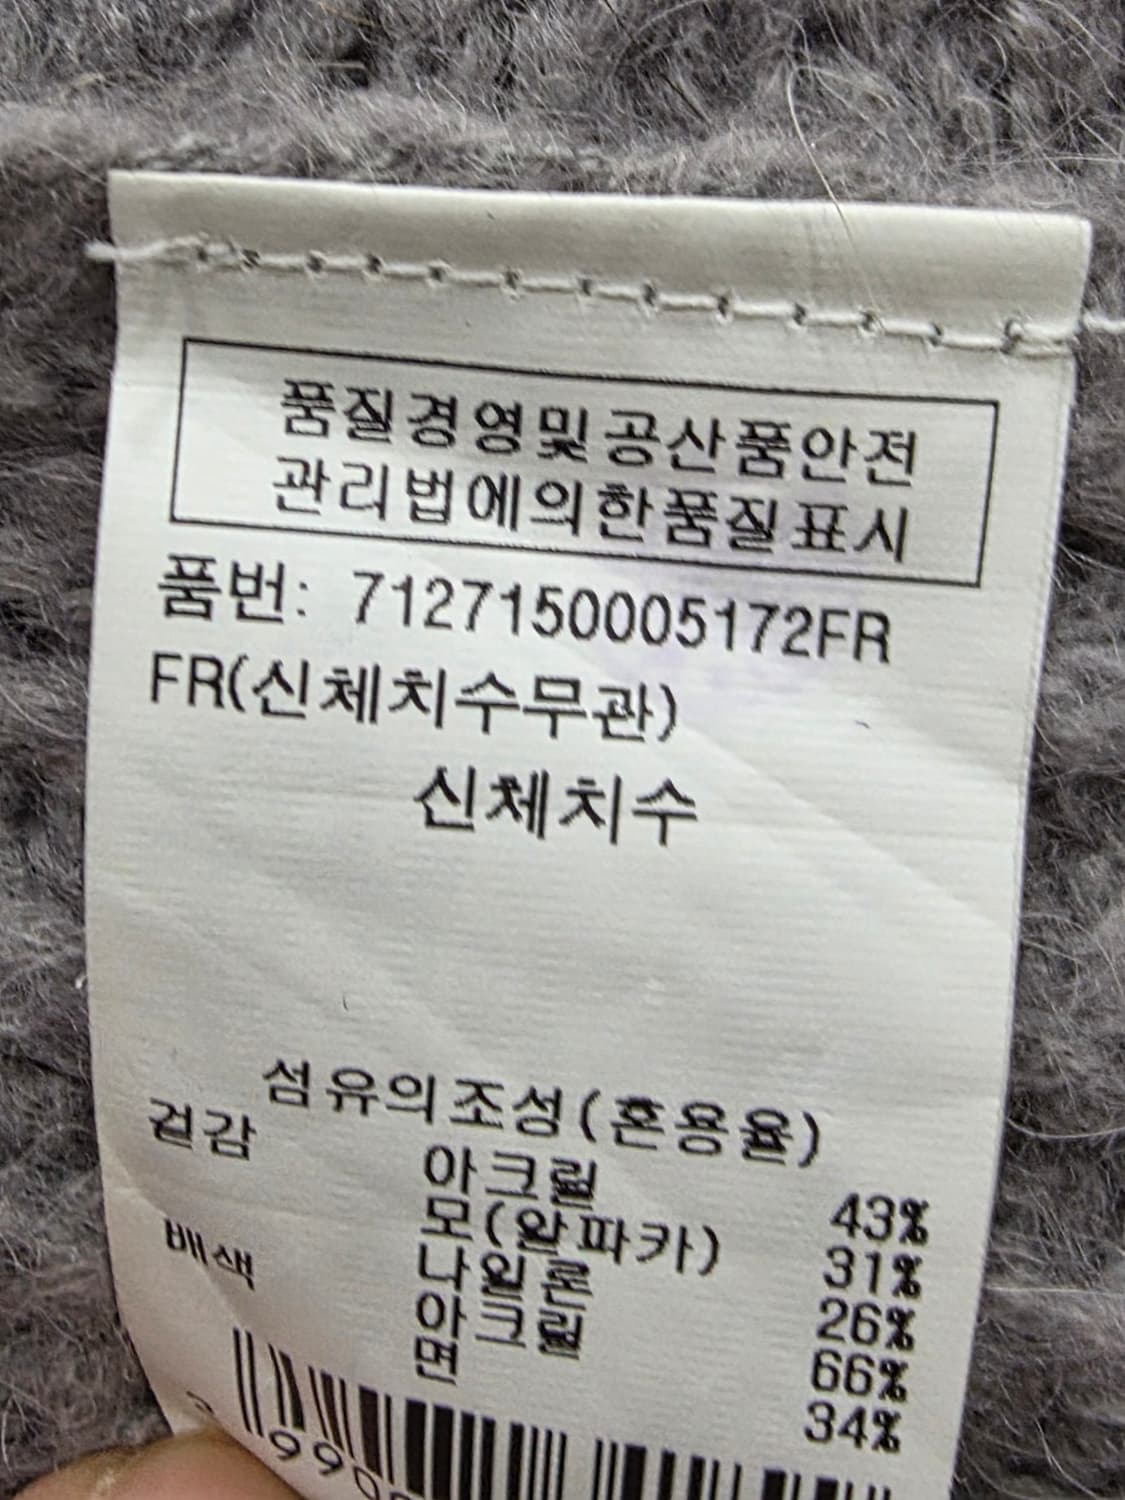 품질경영및공산품안전
관리법에의한품질표시
품번: 7127150005172FR
FR(신체치수무관)
신체치수
섬유의조성(혼용율)
겉감
아크릴 43%
모(알파카) 31%
나일론 26%
배색 아크릴 66%
면 34%
990